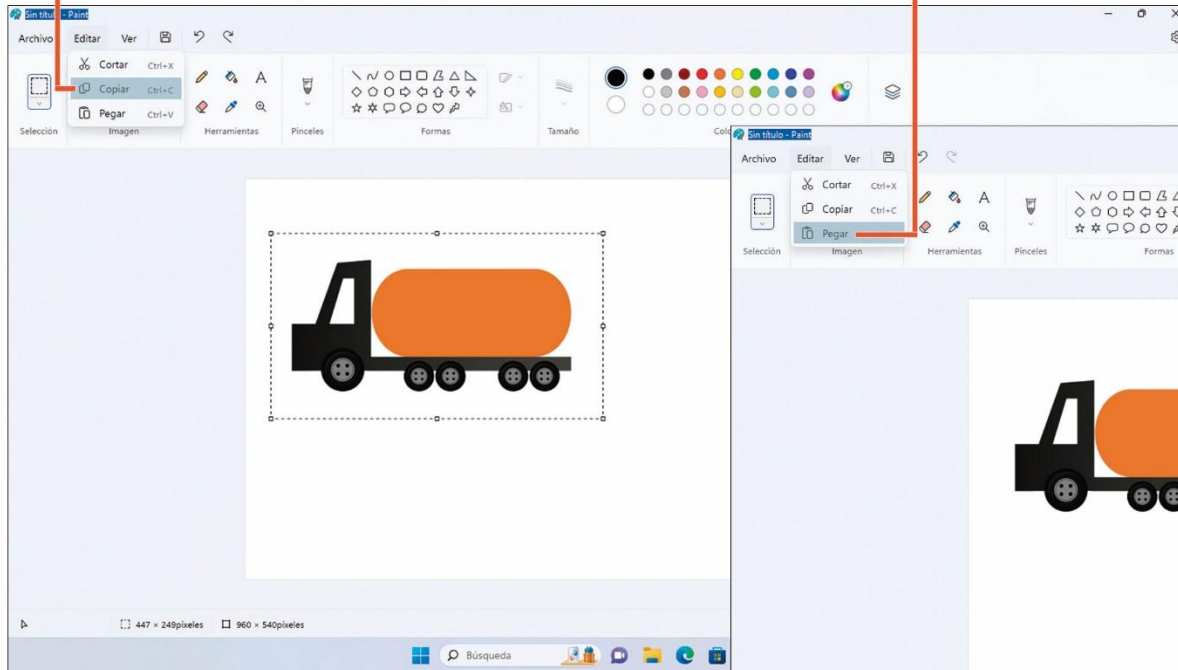 Sin título - Paint
Archivo Editar Ver
Cortar Ctrl+X
Copiar Ctrl+C
Pegar Ctrl+V
A
Selección Imagen Herramientas Pinceles Formas Tamaño
Sin título - Paint
Archivo Editar Ver
Cortar Ctrl+X
Copiar Ctrl+C
Pegar
A
Selección Imagen Herramientas Pinceles Formas
447 × 249píxeles 960 × 540píxeles
Búsqueda